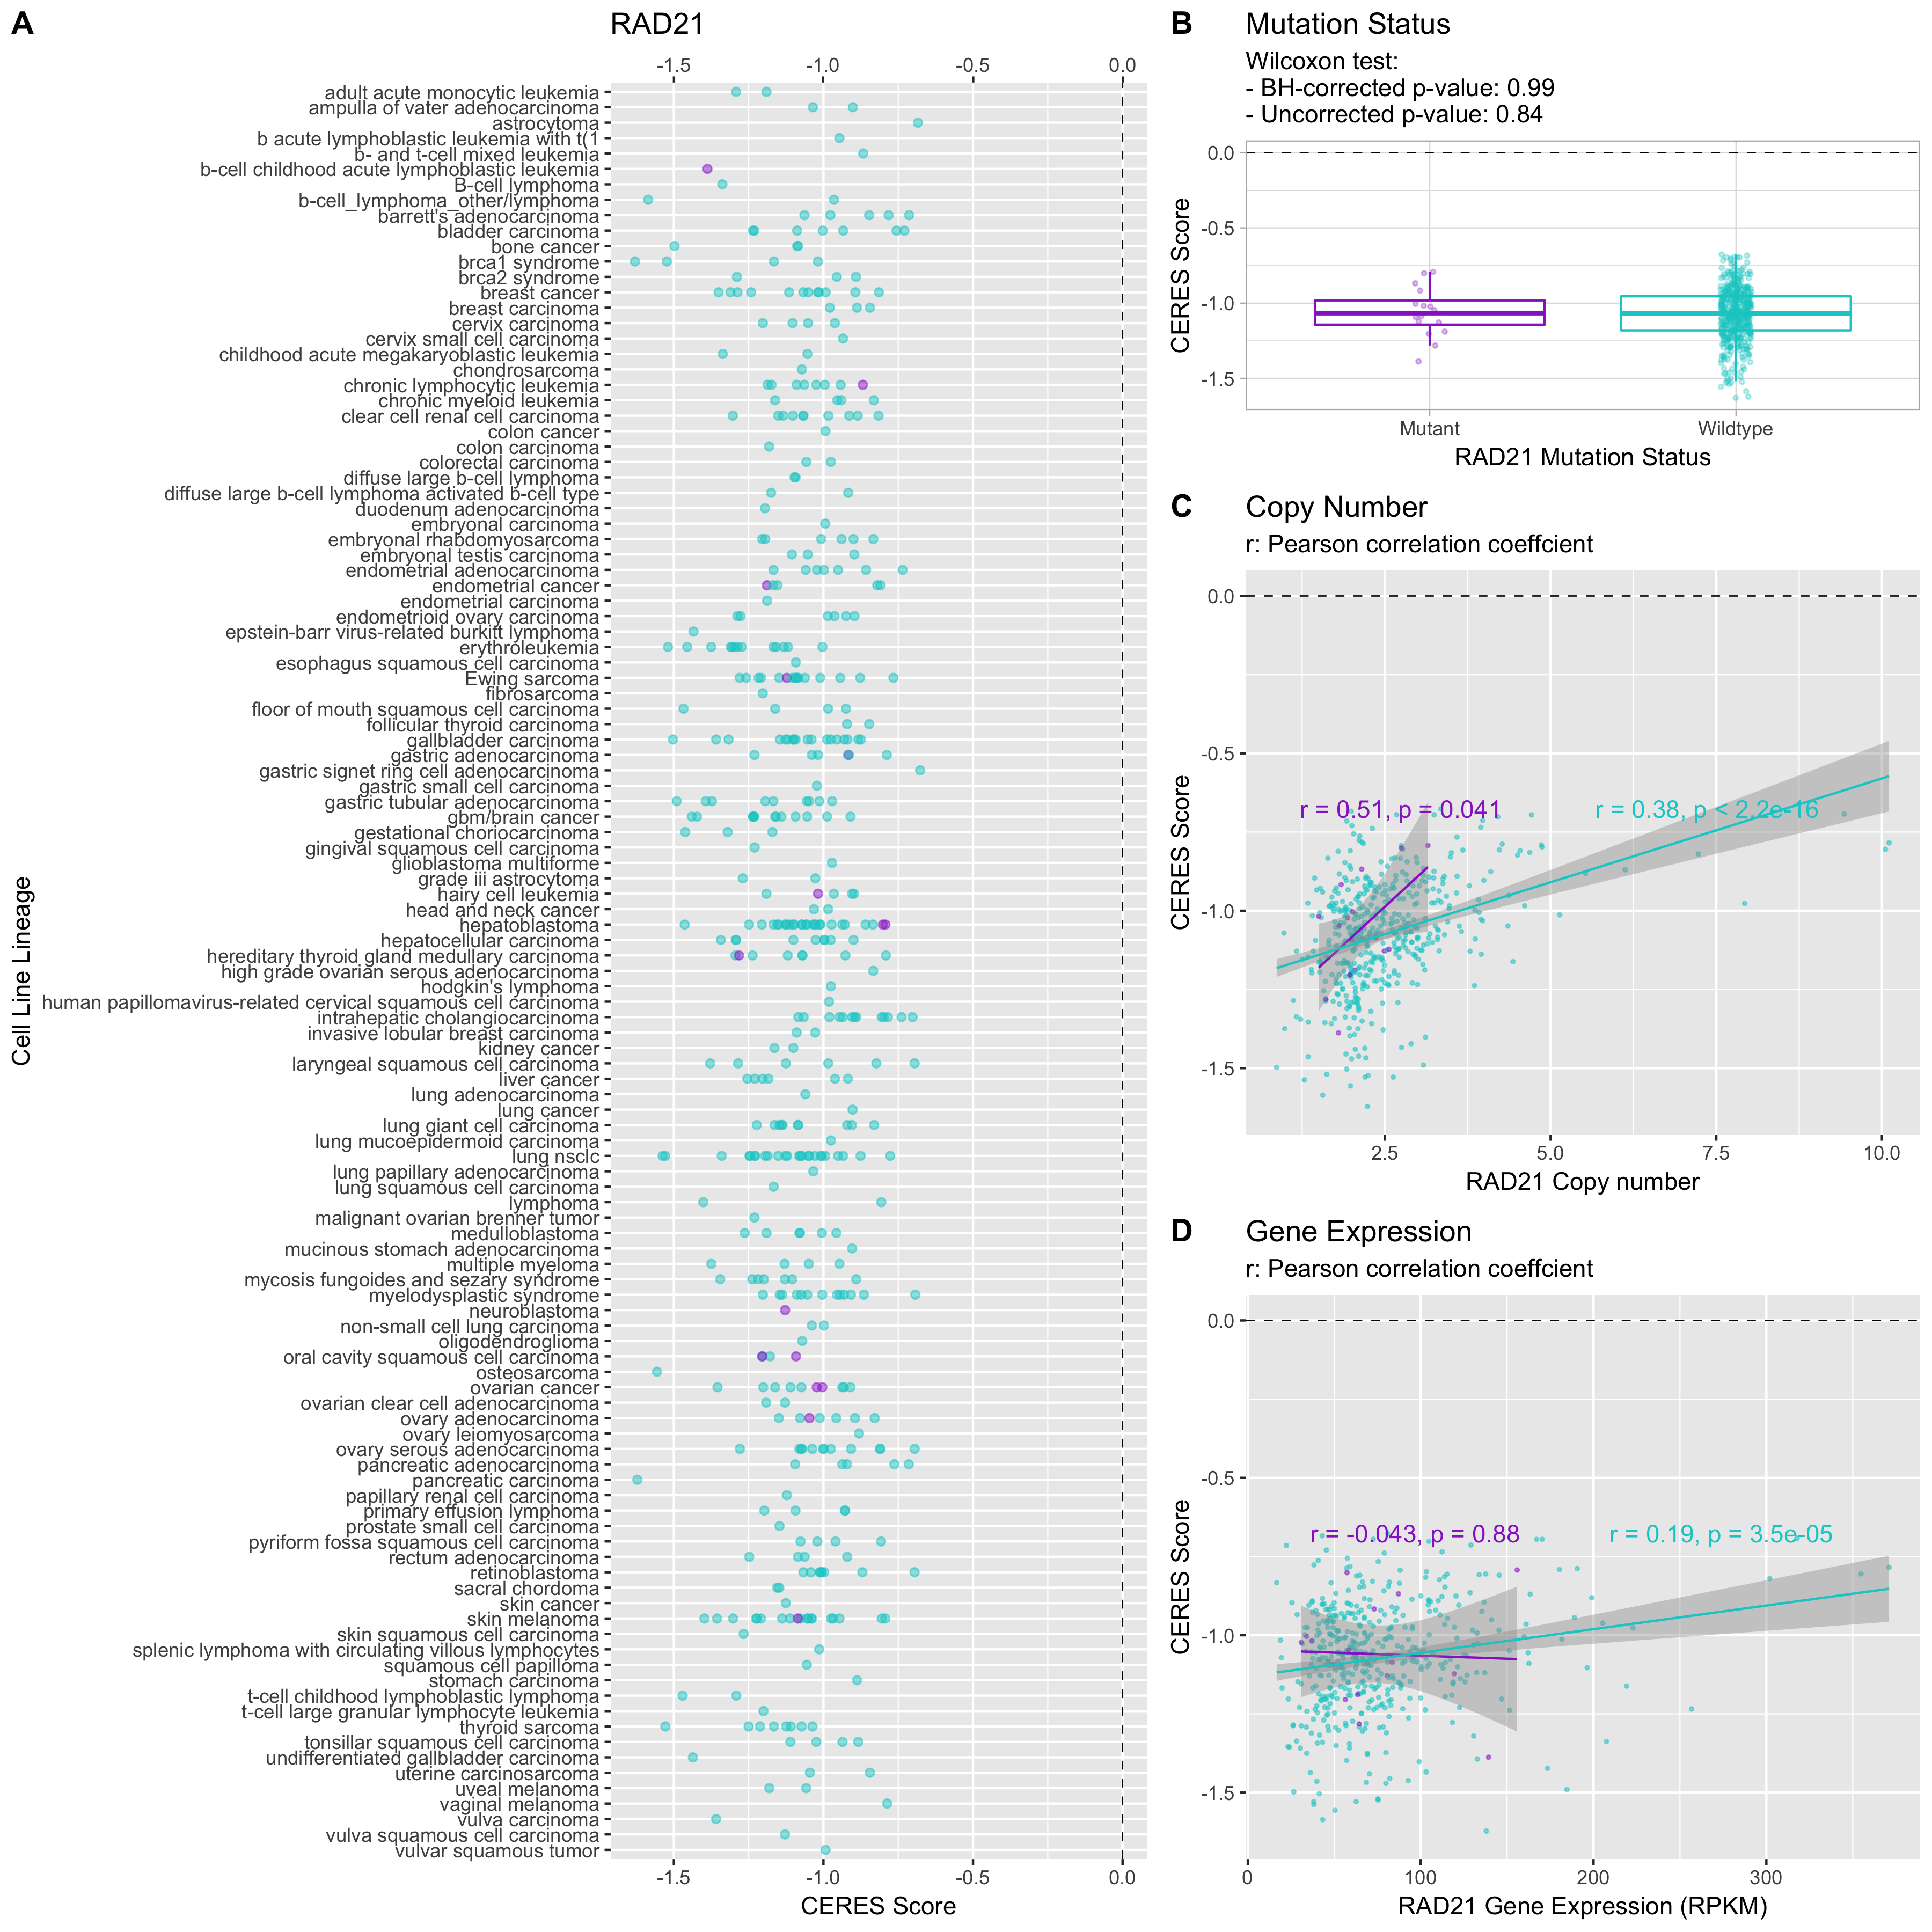 A
RAD21
-1.5 -1.0 -0.5 0.0
Cell Line Lineage
adult acute monocytic leukemia
ampulla of vater adenocarcinoma
astrocytoma
b acute lymphoblastic leukemia with t(1
b- and t-cell mixed leukemia
b-cell childhood acute lymphoblastic leukemia
B-cell lymphoma
b-cell_lymphoma_other/lymphoma
barrett's adenocarcinoma
bladder carcinoma
bone cancer
brca1 syndrome
brca2 syndrome
breast cancer
breast carcinoma
cervix carcinoma
cervix small cell carcinoma
childhood acute megakaryoblastic leukemia
chondrosarcoma
chronic lymphocytic leukemia
chronic myeloid leukemia
clear cell renal cell carcinoma
colon cancer
colon carcinoma
colorectal cancer
diffuse large b-cell lymphoma
diffuse large b-cell lymphoma activated b-cell type
duodenum adenocarcinoma
embryonal carcinoma
embryonal rhabdomyosarcoma
embryonal testis carcinoma
endometrial adenocarcinoma
endometrial cancer
endometrial carcinoma
endometrioid ovary carcinoma
epstein-barr virus-related burkitt lymphoma
erythroleukemia
esophagus squamous cell carcinoma
Ewing sarcoma
fibrosarcoma
floor of mouth squamous cell carcinoma
follicular thyroid carcinoma
gallbladder carcinoma
gastric adenocarcinoma
gastric signet ring cell adenocarcinoma
gastric small cell carcinoma
gastric tubular adenocarcinoma
gbm/brain cancer
gestational choriocarcinoma
gingival squamous cell carcinoma
glioblastoma multiforme
grade iii astrocytoma
hairy cell leukemia
head and neck cancer
hepatoblastoma
hepatocellular carcinoma
hereditary thyroid gland medullary carcinoma
high grade ovarian serous adenocarcinoma
hodgkin's lymphoma
human papillomavirus-related cervical squamous cell carcinoma
intrahepatic cholangiocarcinoma
invasive lobular breast carcinoma
kidney cancer
laryngeal squamous cell carcinoma
liver cancer
lung adenocarcinoma
lung cancer
lung giant cell carcinoma
lung mucoepidermoid carcinoma
lung nsclc
lung papillary adenocarcinoma
lung squamous cell carcinoma
lymphoma
malignant ovarian brenner tumor
medulloblastoma
mucinous stomach adenocarcinoma
multiple myeloma
mycosis fungoides and sezary syndrome
myelodysplastic syndrome
neuroblastoma
non-small cell lung carcinoma
oligodendroglioma
oral cavity squamous cell carcinoma
osteosarcoma
ovarian cancer
ovarian clear cell adenocarcinoma
ovary adenocarcinoma
ovary leiomyosarcoma
ovary serous adenocarcinoma
pancreatic adenocarcinoma
pancreatic carcinoma
papillary renal cell carcinoma
primary effusion lymphoma
prostate small cell carcinoma
pyriform fossa squamous cell carcinoma
rectum adenocarcinoma
retinoblastoma
sacral chordoma
skin cancer
skin melanoma
skin squamous cell carcinoma
splenic lymphoma with circulating villous lymphocytes
squamous cell papilloma
stomach carcinoma
t-cell childhood lymphoblastic lymphoma
t-cell large granular lymphocyte leukemia
thyroid sarcoma
tonsillar squamous cell carcinoma
undifferentiated gallbladder carcinoma
uterine carcinosarcoma
uveal melanoma
vaginal melanoma
vulva carcinoma
vulva squamous cell carcinoma
vulvar squamous tumor
-1.5 -1.0 -0.5 0.0
CERES Score
B
Mutation Status
Wilcoxon test:
- BH-corrected p-value: 0.99
- Uncorrected p-value: 0.84
CERES Score
0.0
-0.5
-1.0
-1.5
Mutant Wildtype
RAD21 Mutation Status
C
Copy Number
r: Pearson correlation coeffcient
CERES Score
0.0
-0.5
r = 0.51, p = 0.041 r = 0.38, p < 2.2e-16
-1.0
-1.5
2.5 5.0 7.5 10.0
RAD21 Copy number
D
Gene Expression
r: Pearson correlation coeffcient
CERES Score
0.0
-0.5
r = -0.043, p = 0.88 r = 0.19, p = 3.5e-05
-1.0
-1.5
0 100 200 300
RAD21 Gene Expression (RPKM)